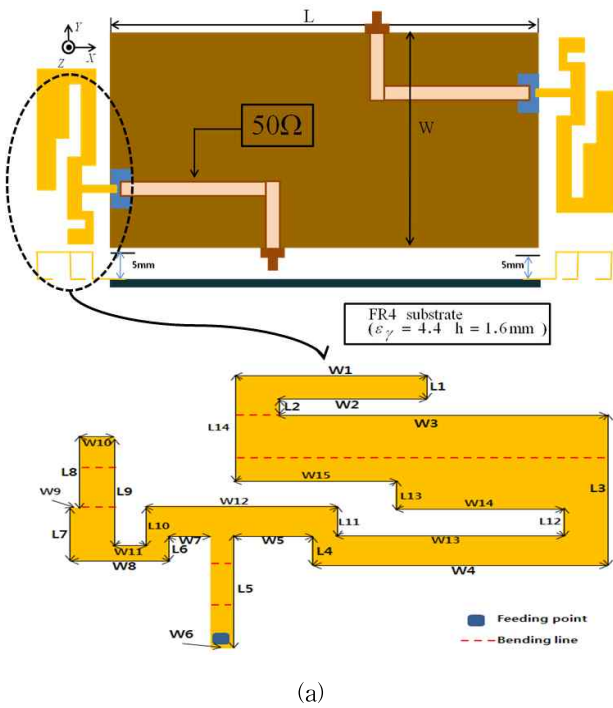 L
Y
Z X
50Ω
W
5mm
5mm
FR4 substrate
(εγ = 4.4 h = 1.6mm )
W1
L1
L2 W2
W3
L14
W10
L8
L9
W15
L3
W9
W12
L13 W14
L7
L10
L11
L12
W11
W7
W5
W13
W8
L6
L4
W4
L5
W6
Feeding point
Bending line
(a)